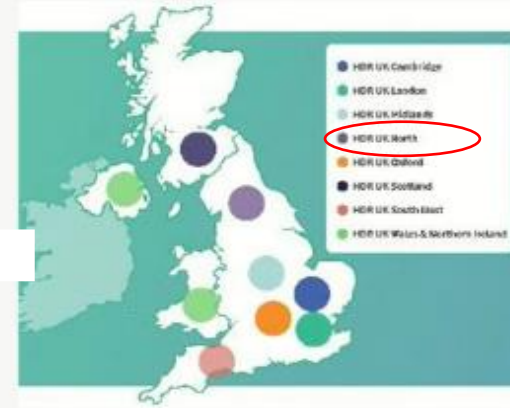 HDR UK Cambridge
HDR UK London
HDR UK Midlands
HDR UK North
HDR UK Oxford
HDR UK Scotland
HDR UK South West
HDR UK Wales & Northern Ireland